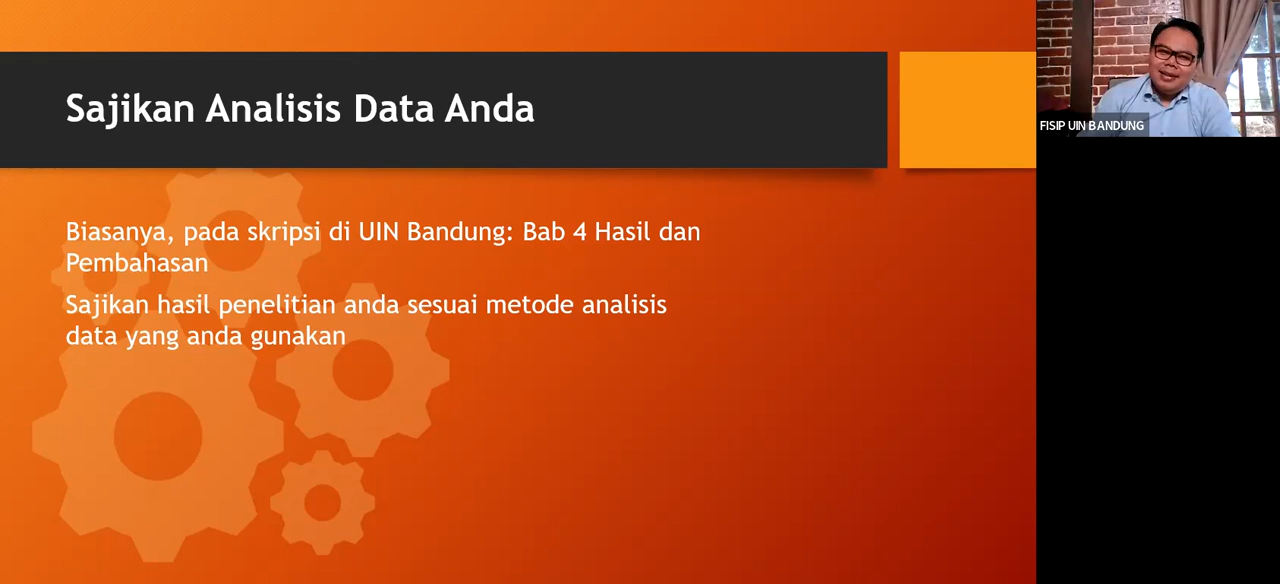 Sajikan Analisis Data Anda
Biasanya, pada skripsi di UIN Bandung: Bab 4 Hasil dan
Pembahasan
Sajikan hasil penelitian anda sesuai metode analisis
data yang anda gunakan
FISIP UIN BANDUNG